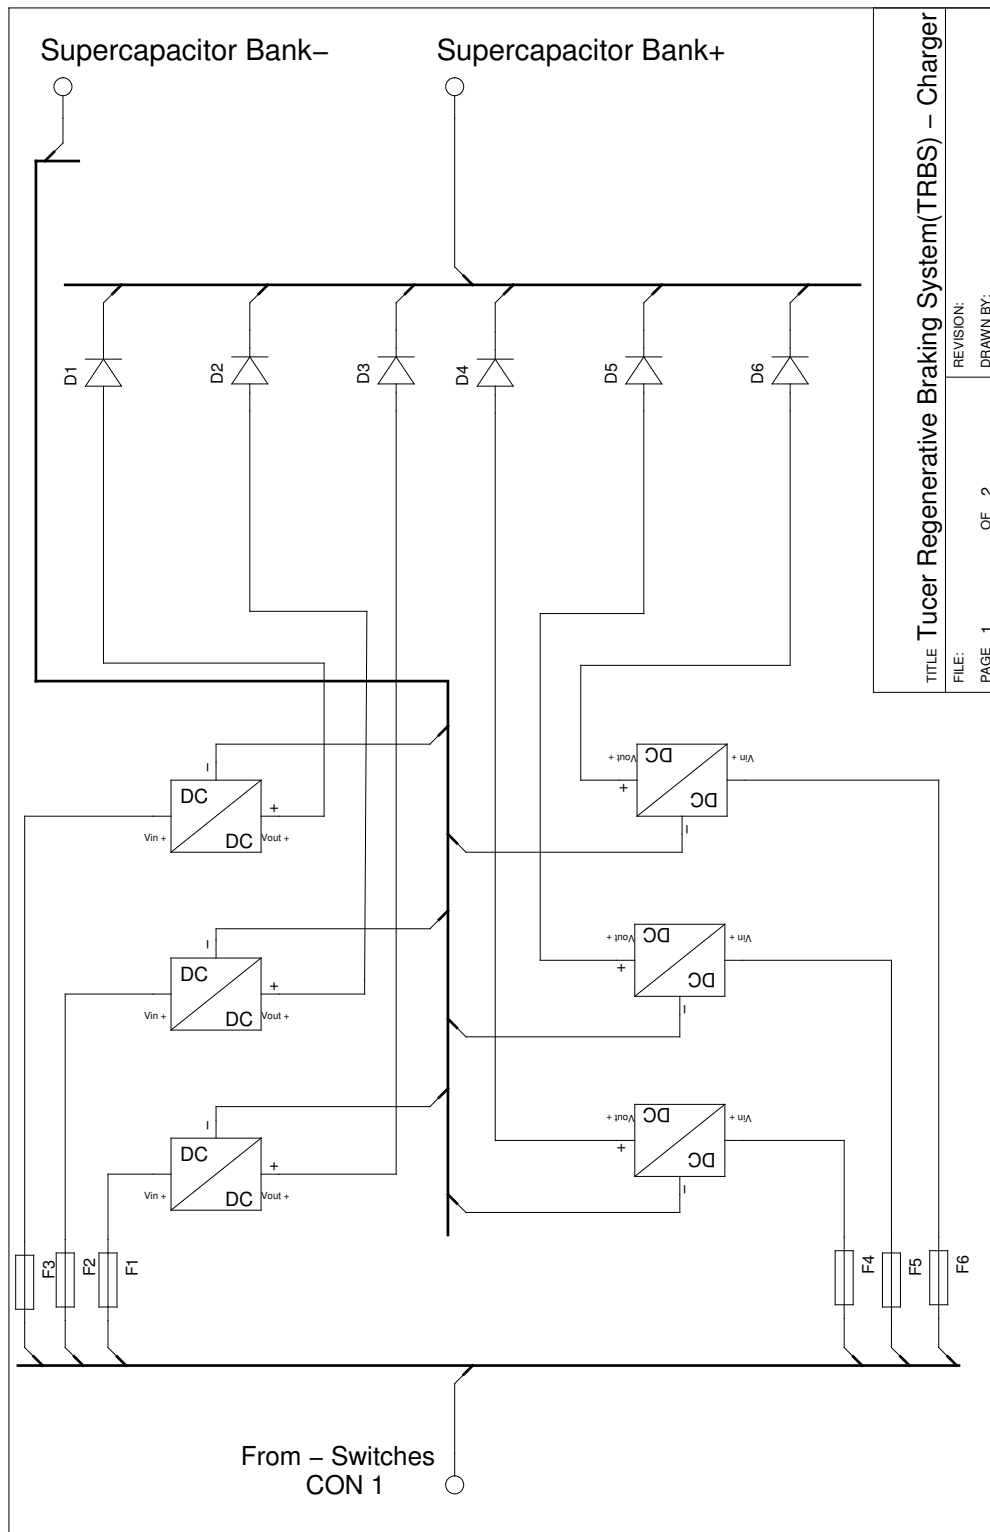 Supercapacitor Bank−
Supercapacitor Bank+
D1
D2
D3
D4
D5
D6
TITLE Tucer Regenerative Braking System(TRBS) − Charger
FILE:
REVISION:
PAGE 1 OF 2
DRAWN BY:
−
DC
DC
+
Vin +
Vout +
−
DC
DC
+
Vin +
Vout +
−
DC
DC
+
Vin +
Vout +
Vout +
DC
DC
Vin +
+
−
Vout +
DC
DC
Vin +
+
−
Vout +
DC
DC
Vin +
+
−
F3
F2
F1
F4
F5
F6
From − Switches
CON 1